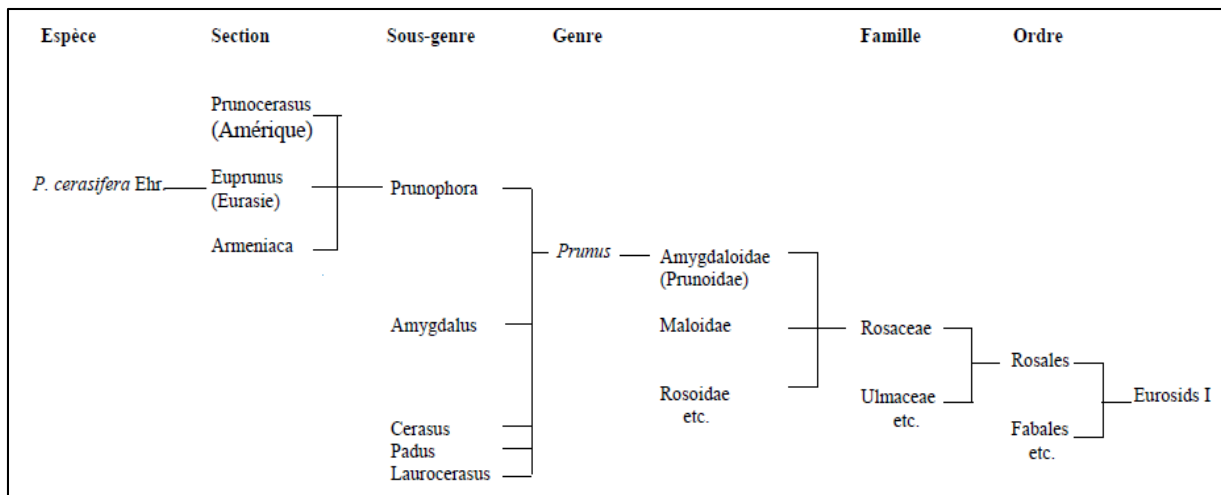 Espèce Section Sous-genre Genre Famille Ordre
Prunocerasus
(Amérique)
P. cerasifera Ehr. Euprunus Prunophora
(Eurasie)
Armeniaca
Prunus Amygdaloidae
(Prunoidae)
Amygdalus Maloidae Rosaceae
Rosales
Rosoidae Ulmaceae Eurosids I
etc. etc.
Cerasus Fabales
Padus etc.
Laurocerasus